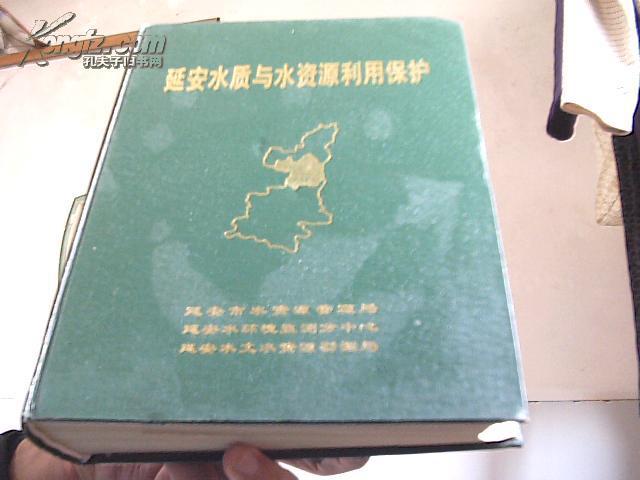 Kongfz.com
孔夫子旧书网
延安水质与水资源利用保护
延安市水资源管理局
延安水环境监测分中心
延安水土水资源勘测局